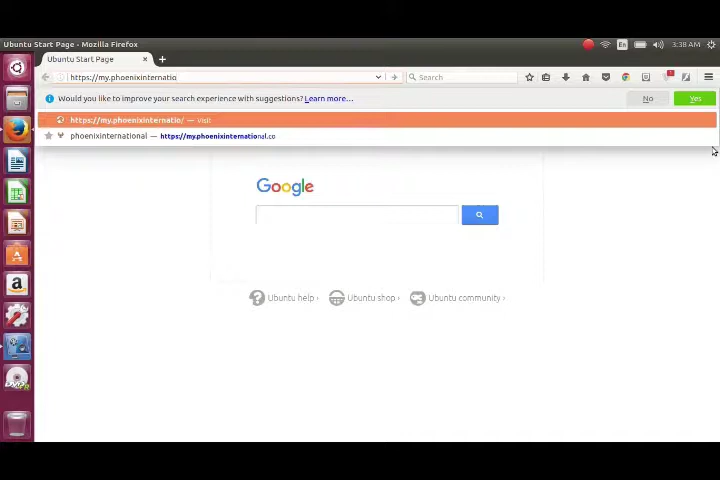 Ubuntu Start Page - Mozilla Firefox
En
3:38 AM
Ubuntu Start Page
https://my.phoenixinternatio
Search
Would you like to improve your search experience with suggestions? Learn more…
No
Yes
https://my.phoenixinternatio/ — Visit
phoenixinternational — https://my.phoenixinternational.co
Google
Ubuntu help ›
Ubuntu shop ›
Ubuntu community ›